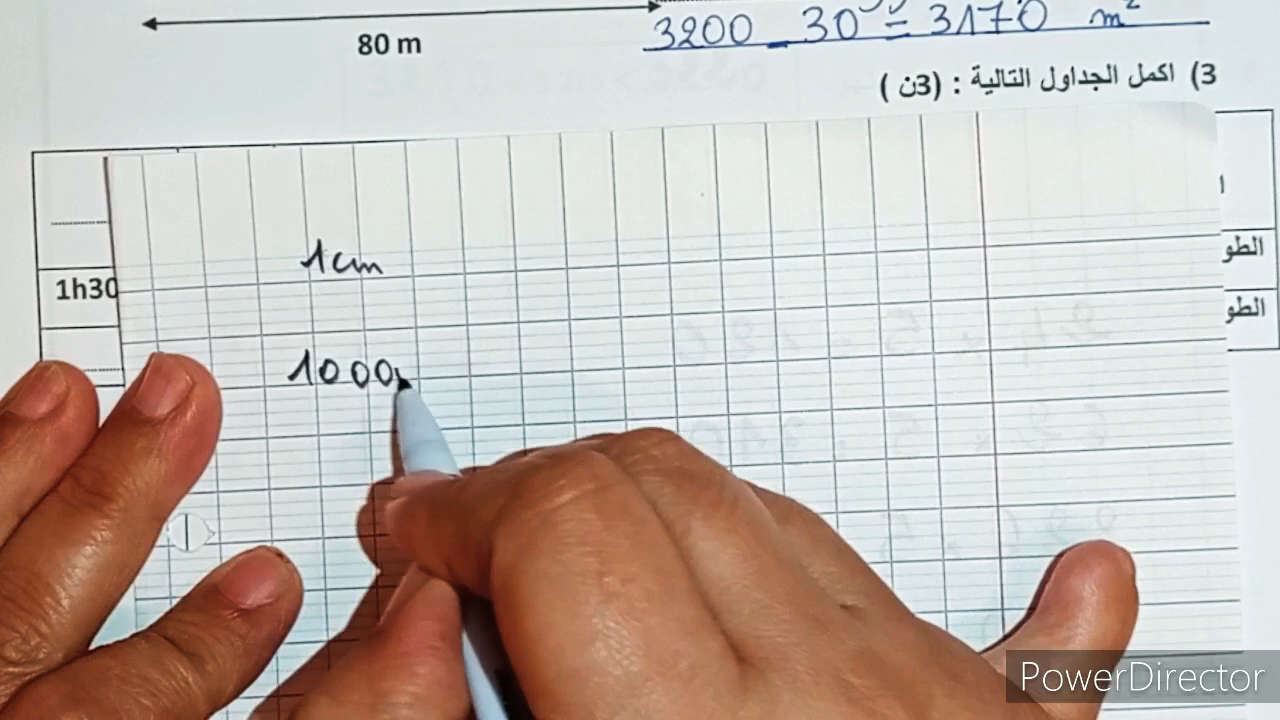 80 m
3200 - 30 = 3170 m²
3) اكمل الجداول التالية : (3ن )
الطو
1h30
الطو
1cm
1000
PowerDirector